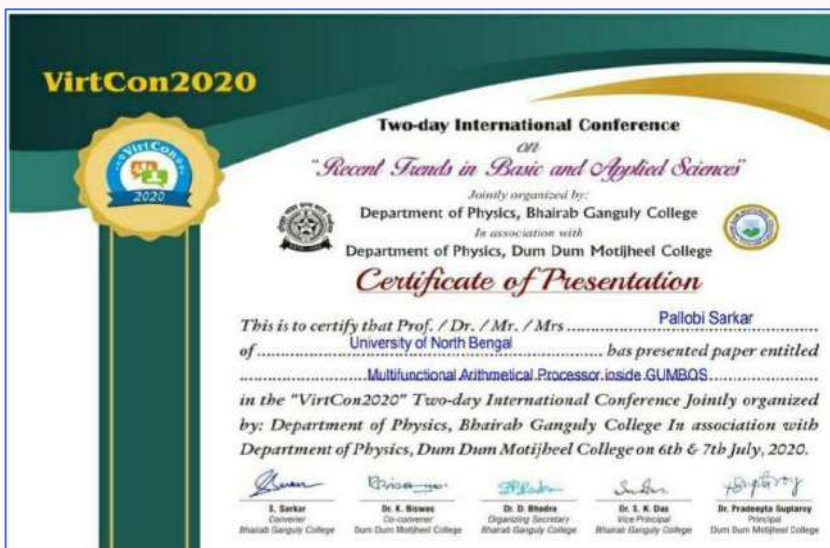 VirtCon2020
VirtCon
2020
Two-day International Conference
on
"Recent Trends in Basic and Applied Sciences"
Jointly organized by:
Department of Physics, Bhairab Ganguly College
In association with
Department of Physics, Dum Dum Motijheel College
Certificate of Presentation
This is to certify that Prof. / Dr. / Mr. / Mrs ................ Pallobi Sarkar
of ................ University of North Bengal ................ has presented paper entitled
................ Multifunctional Arithmetical Processor inside GUMBOS ................
in the "VirtCon2020" Two-day International Conference Jointly organized
by: Department of Physics, Bhairab Ganguly College In association with
Department of Physics, Dum Dum Motijheel College on 6th & 7th July, 2020.
S. Sarkar Dr. K. Biswas Dr. D. Bhadra Dr. S. K. Das Dr. Pradeepta Guptaroy
Convener Co-convener Organizing Secretary Vice Principal Principal
Bhairab Ganguly College Dum Dum Motijheel College Bhairab Ganguly College Bhairab Ganguly College Dum Dum Motijheel College